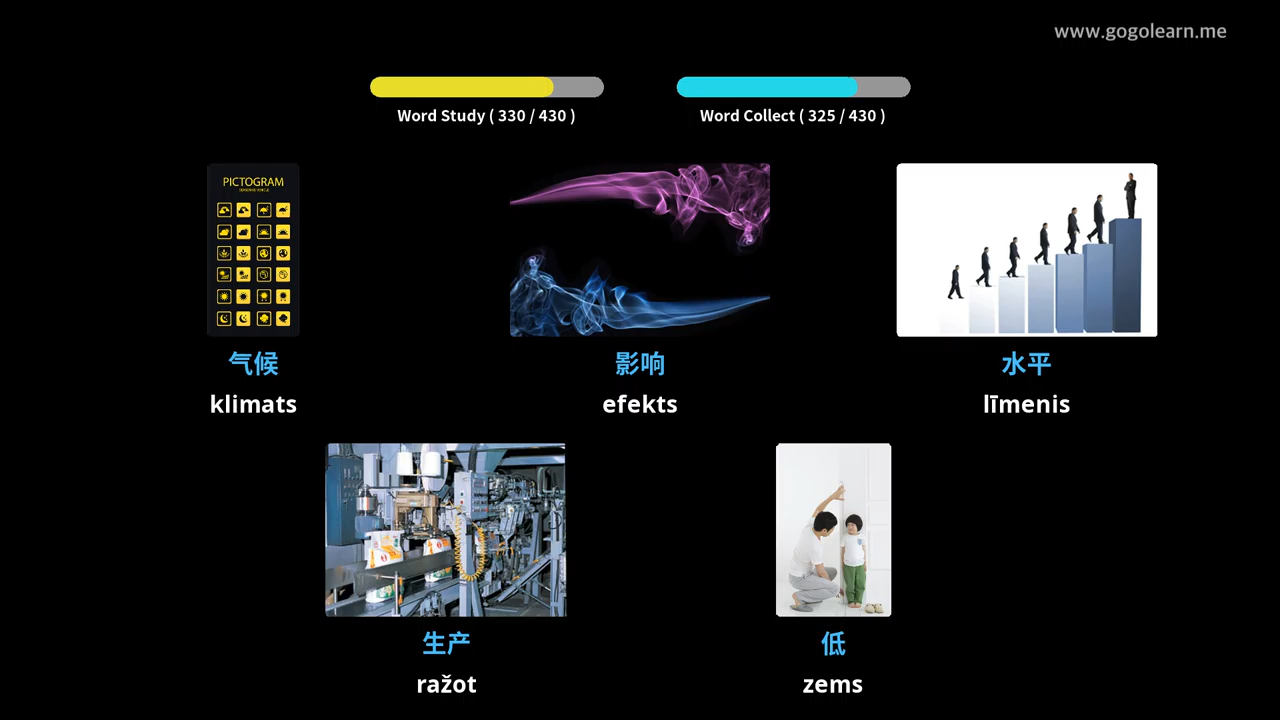 www.gogolearn.me
Word Study ( 330 / 430 )
Word Collect ( 325 / 430 )
PICTOGRAM
气候
影响
水平
klimats
efekts
līmenis
生产
低
ražot
zems